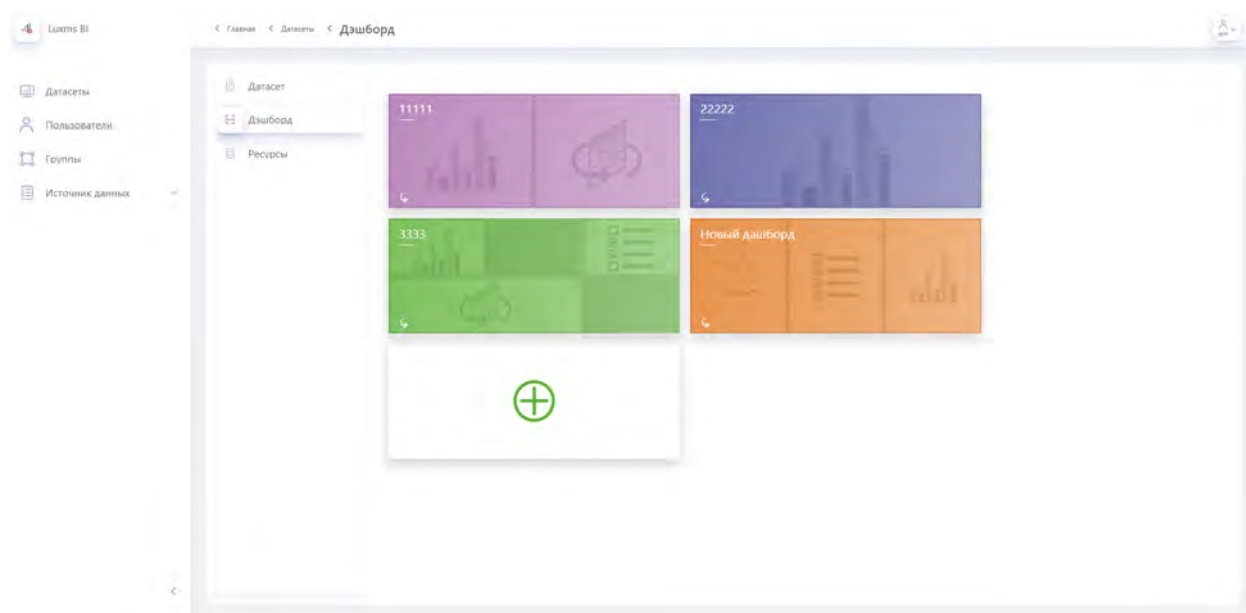 Luxms BI
Главная Датасеты Дэшборд
Датасеты
Пользователи
Группы
Источник данных
Датасет
Дэшборд
Ресурсы
11111
22222
3333
Новый дашборд